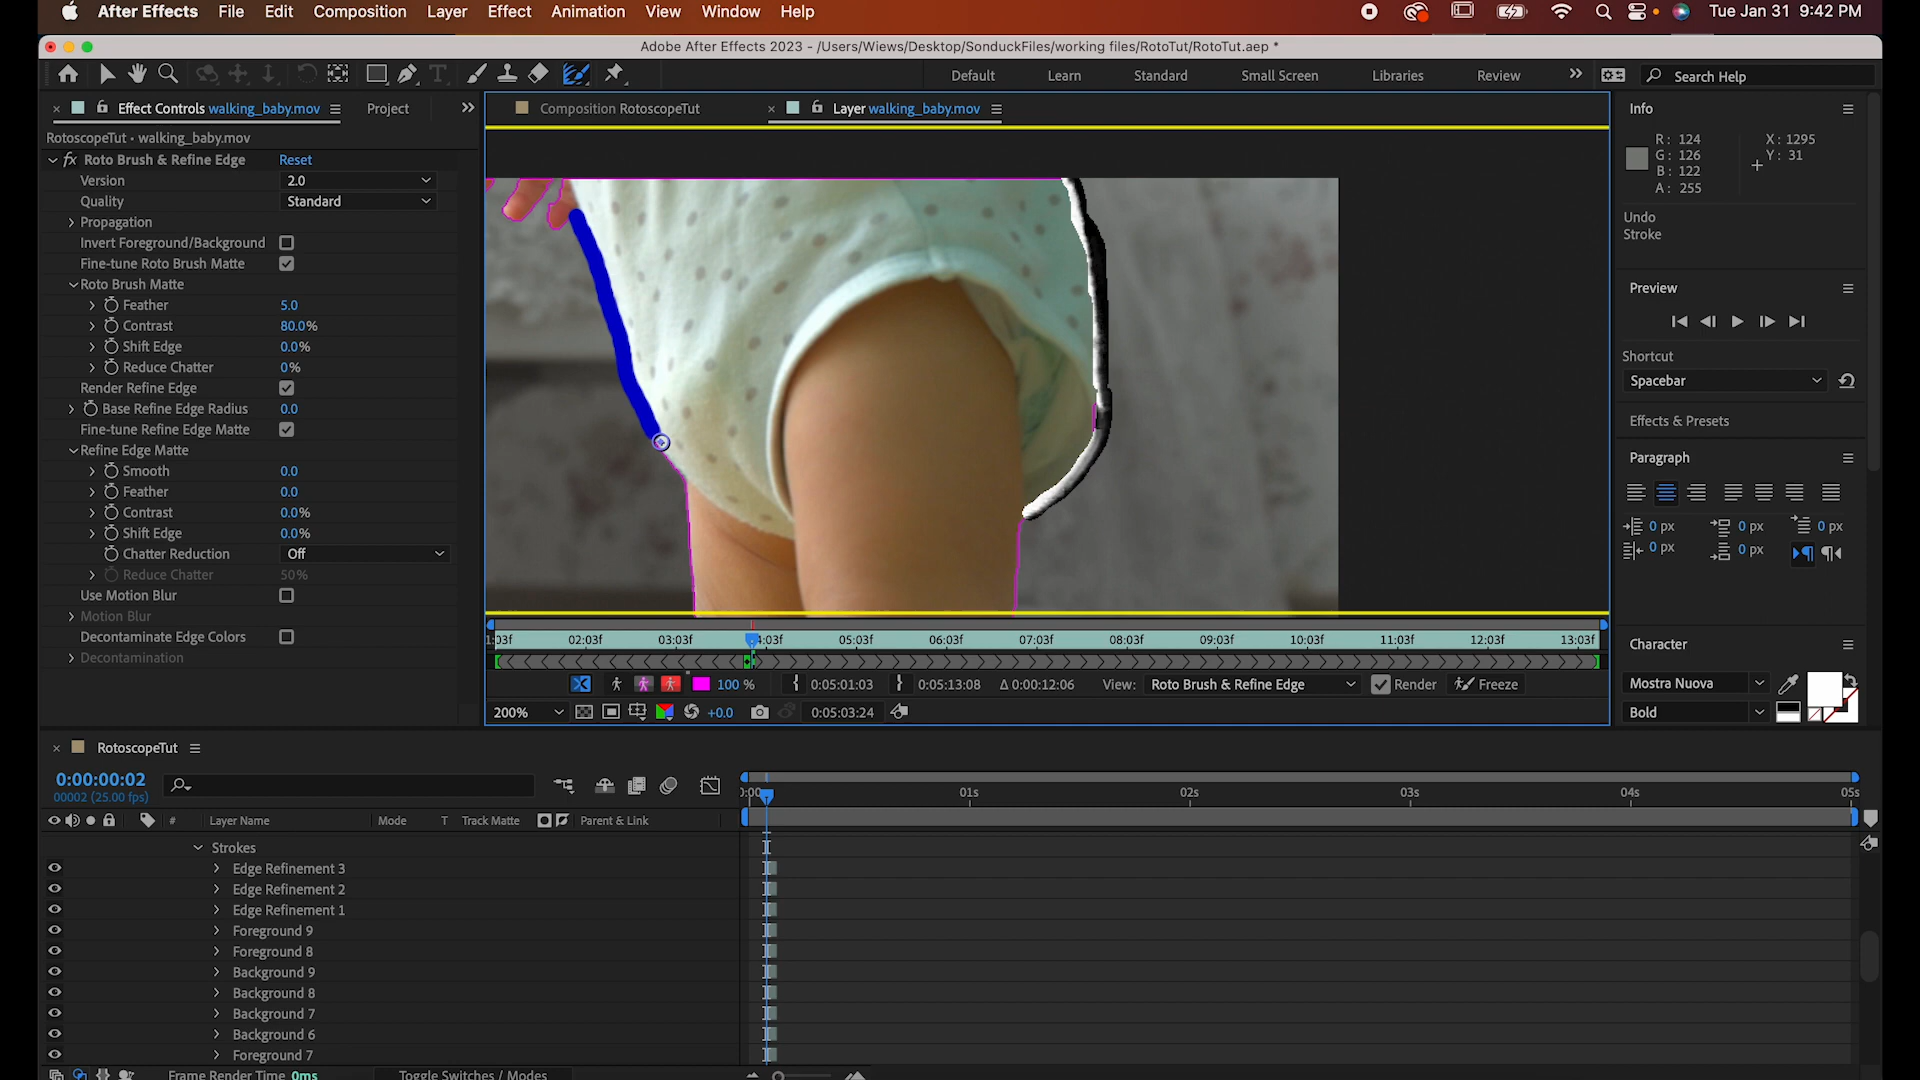 After Effects File Edit Composition Layer Effect Animation View Window Help Tue Jan 31 9:42 PM
Adobe After Effects 2023 - /Users/Wiews/Desktop/SonduckFiles/working files/RotoTut/RotoTut.aep *
Default Learn Standard Small Screen Libraries Review Search Help
Effect Controls walking_baby.mov Project
RotoscopeTut • walking_baby.mov
fx Roto Brush & Refine Edge Reset
Version 2.0
Quality Standard
Propagation
Invert Foreground/Background
Fine-tune Roto Brush Matte
Roto Brush Matte
Feather 5.0
Contrast 80.0%
Shift Edge 0.0%
Reduce Chatter 0%
Render Refine Edge
Base Refine Edge Radius 0.0
Fine-tune Refine Edge Matte
Refine Edge Matte
Smooth 0.0
Feather 0.0
Contrast 0.0%
Shift Edge 0.0%
Chatter Reduction Off
Reduce Chatter 50%
Use Motion Blur
Motion Blur
Decontaminate Edge Colors
Decontamination
Composition RotoscopeTut Layer walking_baby.mov
1:03f 02:03f 03:03f 4:03f 05:03f 06:03f 07:03f 08:03f 09:03f 10:03f 11:03f 12:03f 13:03f
100 % 0:05:01:03 0:05:13:08 Δ 0:00:12:06 View: Roto Brush & Refine Edge Render Freeze
200% +0.0 0:05:03:24
Info
R: 124
G: 126
B: 122
A: 255
X: 1295
Y: 31
Undo
Stroke
Preview
Shortcut
Spacebar
Effects & Presets
Paragraph
0 px 0 px 0 px
0 px 0 px
Character
Mostra Nuova
Bold
RotoscopeTut
0:00:00:02
00002 (25.00 fps)
:00 01s 02s 03s 04s 05s
# Layer Name Mode T Track Matte Parent & Link
Strokes
Edge Refinement 3
Edge Refinement 2
Edge Refinement 1
Foreground 9
Foreground 8
Background 9
Background 8
Background 7
Background 6
Foreground 7
Frame Render Time 0ms Toggle Switches / Modes